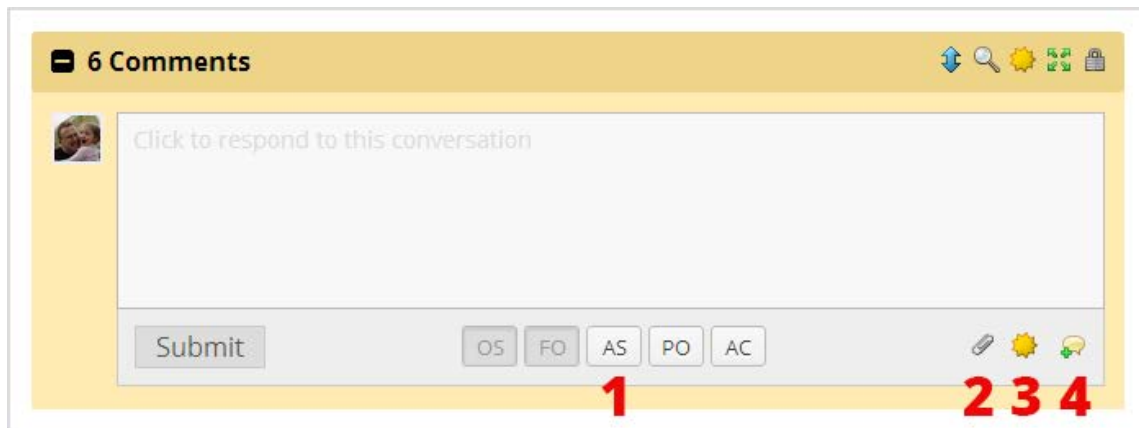 6 Comments
Click to respond to this conversation
Submit OS FO AS PO AC
1 2 3 4